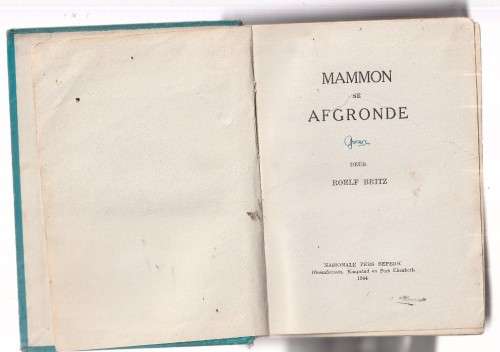 MAMMON
SE
AFGRONDE
DEUR
ROELF BRITZ
NASIONALE PERS BEPERK
Bloemfontein, Kaapstad en Port Elizabeth
1944